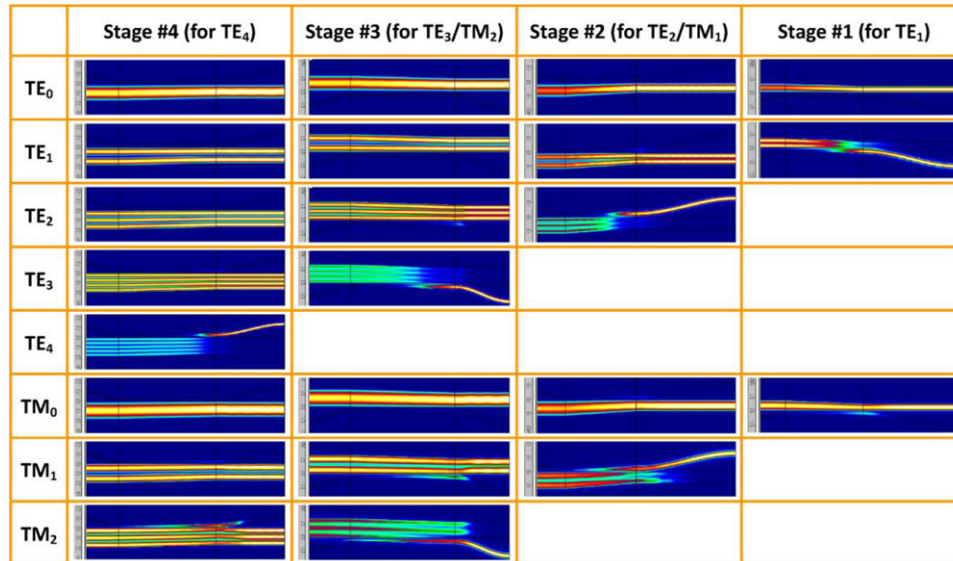 Stage #4 (for TE₄) Stage #3 (for TE₃/TM₂) Stage #2 (for TE₂/TM₁) Stage #1 (for TE₁)
TE₀
TE₁
TE₂
TE₃
TE₄
TM₀
TM₁
TM₂